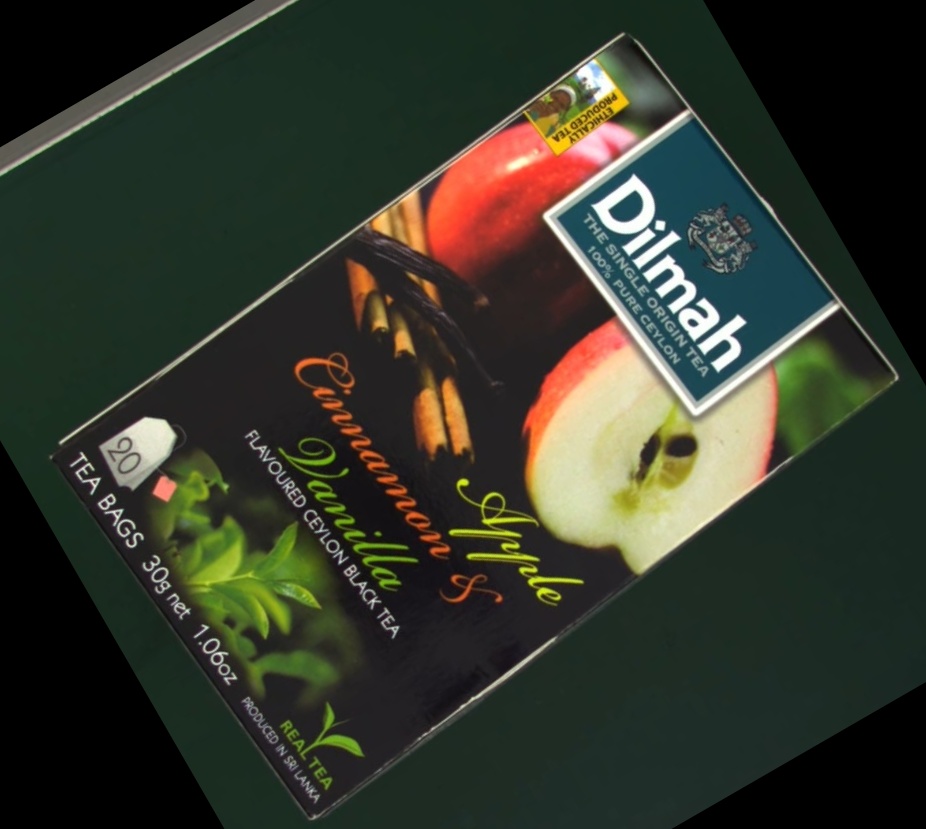 ETHICALLY
PRODUCED TEA
Dilmah
THE SINGLE ORIGIN TEA
100% PURE CEYLON
Apple
Cinnamon &
Vanilla
FLAVOURED CEYLON BLACK TEA
20
TEA BAGS 30g net 1.06oz
REAL TEA
PRODUCED IN SRI LANKA